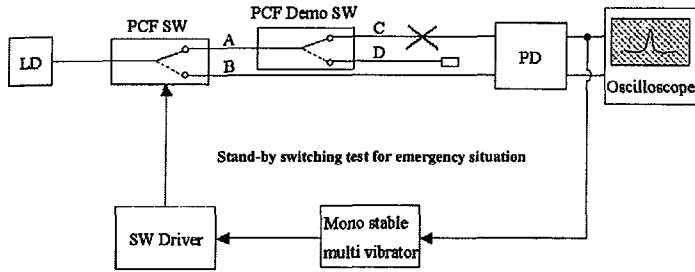 PCF SW
PCF Demo SW
A
C
D
B
LD
PD
Oscilloscope
Stand-by switching test for emergency situation
SW Driver
Mono stable
multi vibrator